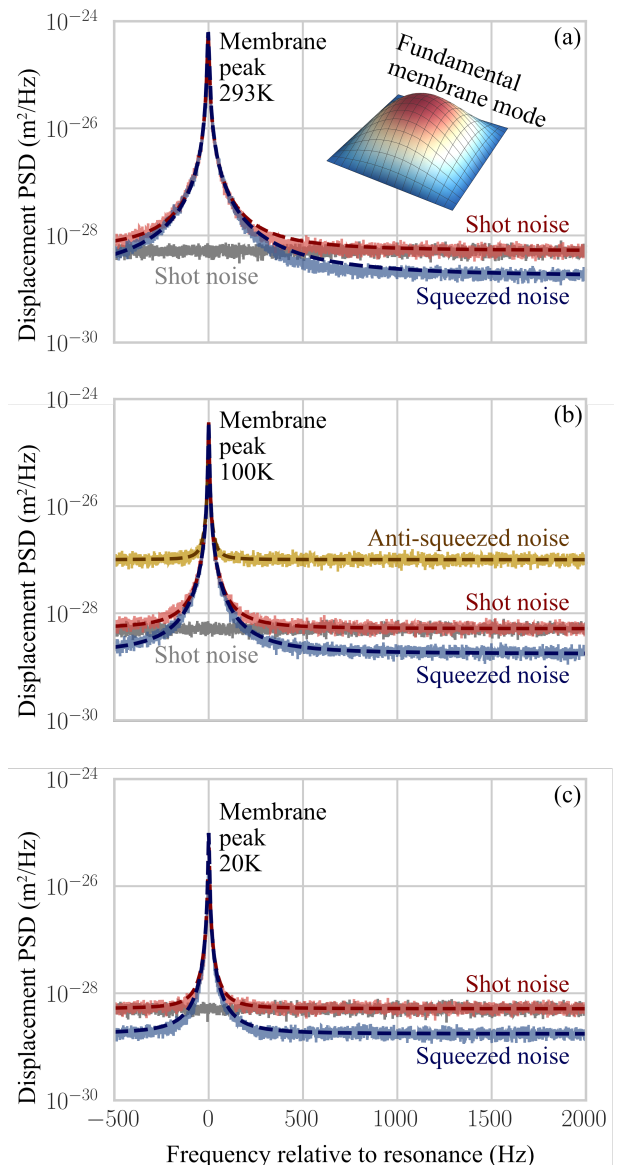 10⁻²⁴
10⁻²⁶
10⁻²⁸
10⁻³⁰
Displacement PSD (m²/Hz)
Membrane
peak
293K
Fundamental
membrane mode
(a)
Shot noise
Shot noise
Squeezed noise
10⁻²⁴
10⁻²⁶
10⁻²⁸
10⁻³⁰
Displacement PSD (m²/Hz)
Membrane
peak
100K
(b)
Anti-squeezed noise
Shot noise
Shot noise
Squeezed noise
10⁻²⁴
10⁻²⁶
10⁻²⁸
10⁻³⁰
Displacement PSD (m²/Hz)
Membrane
peak
20K
(c)
Shot noise
Squeezed noise
−500 0 500 1000 1500 2000
Frequency relative to resonance (Hz)